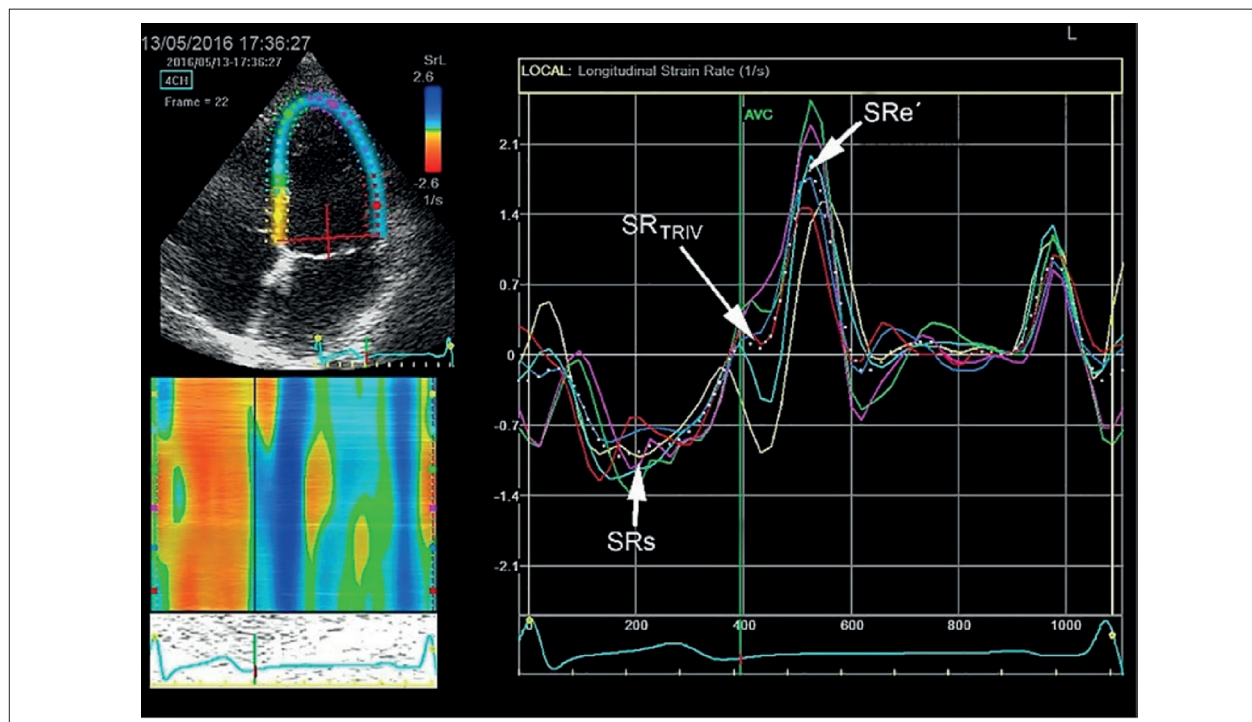 13/05/2016 17:36:27
2016/05/13-17:36:27
4CH
Frame = 22
SrL
2.6
-2.6
1/s
L
LOCAL: Longitudinal Strain Rate (1/s)
AVC
SRe´
SRTRIV
SRs
2.1
1.4
0.7
0
-0.7
-1.4
-2.1
0 200 400 600 800 1000